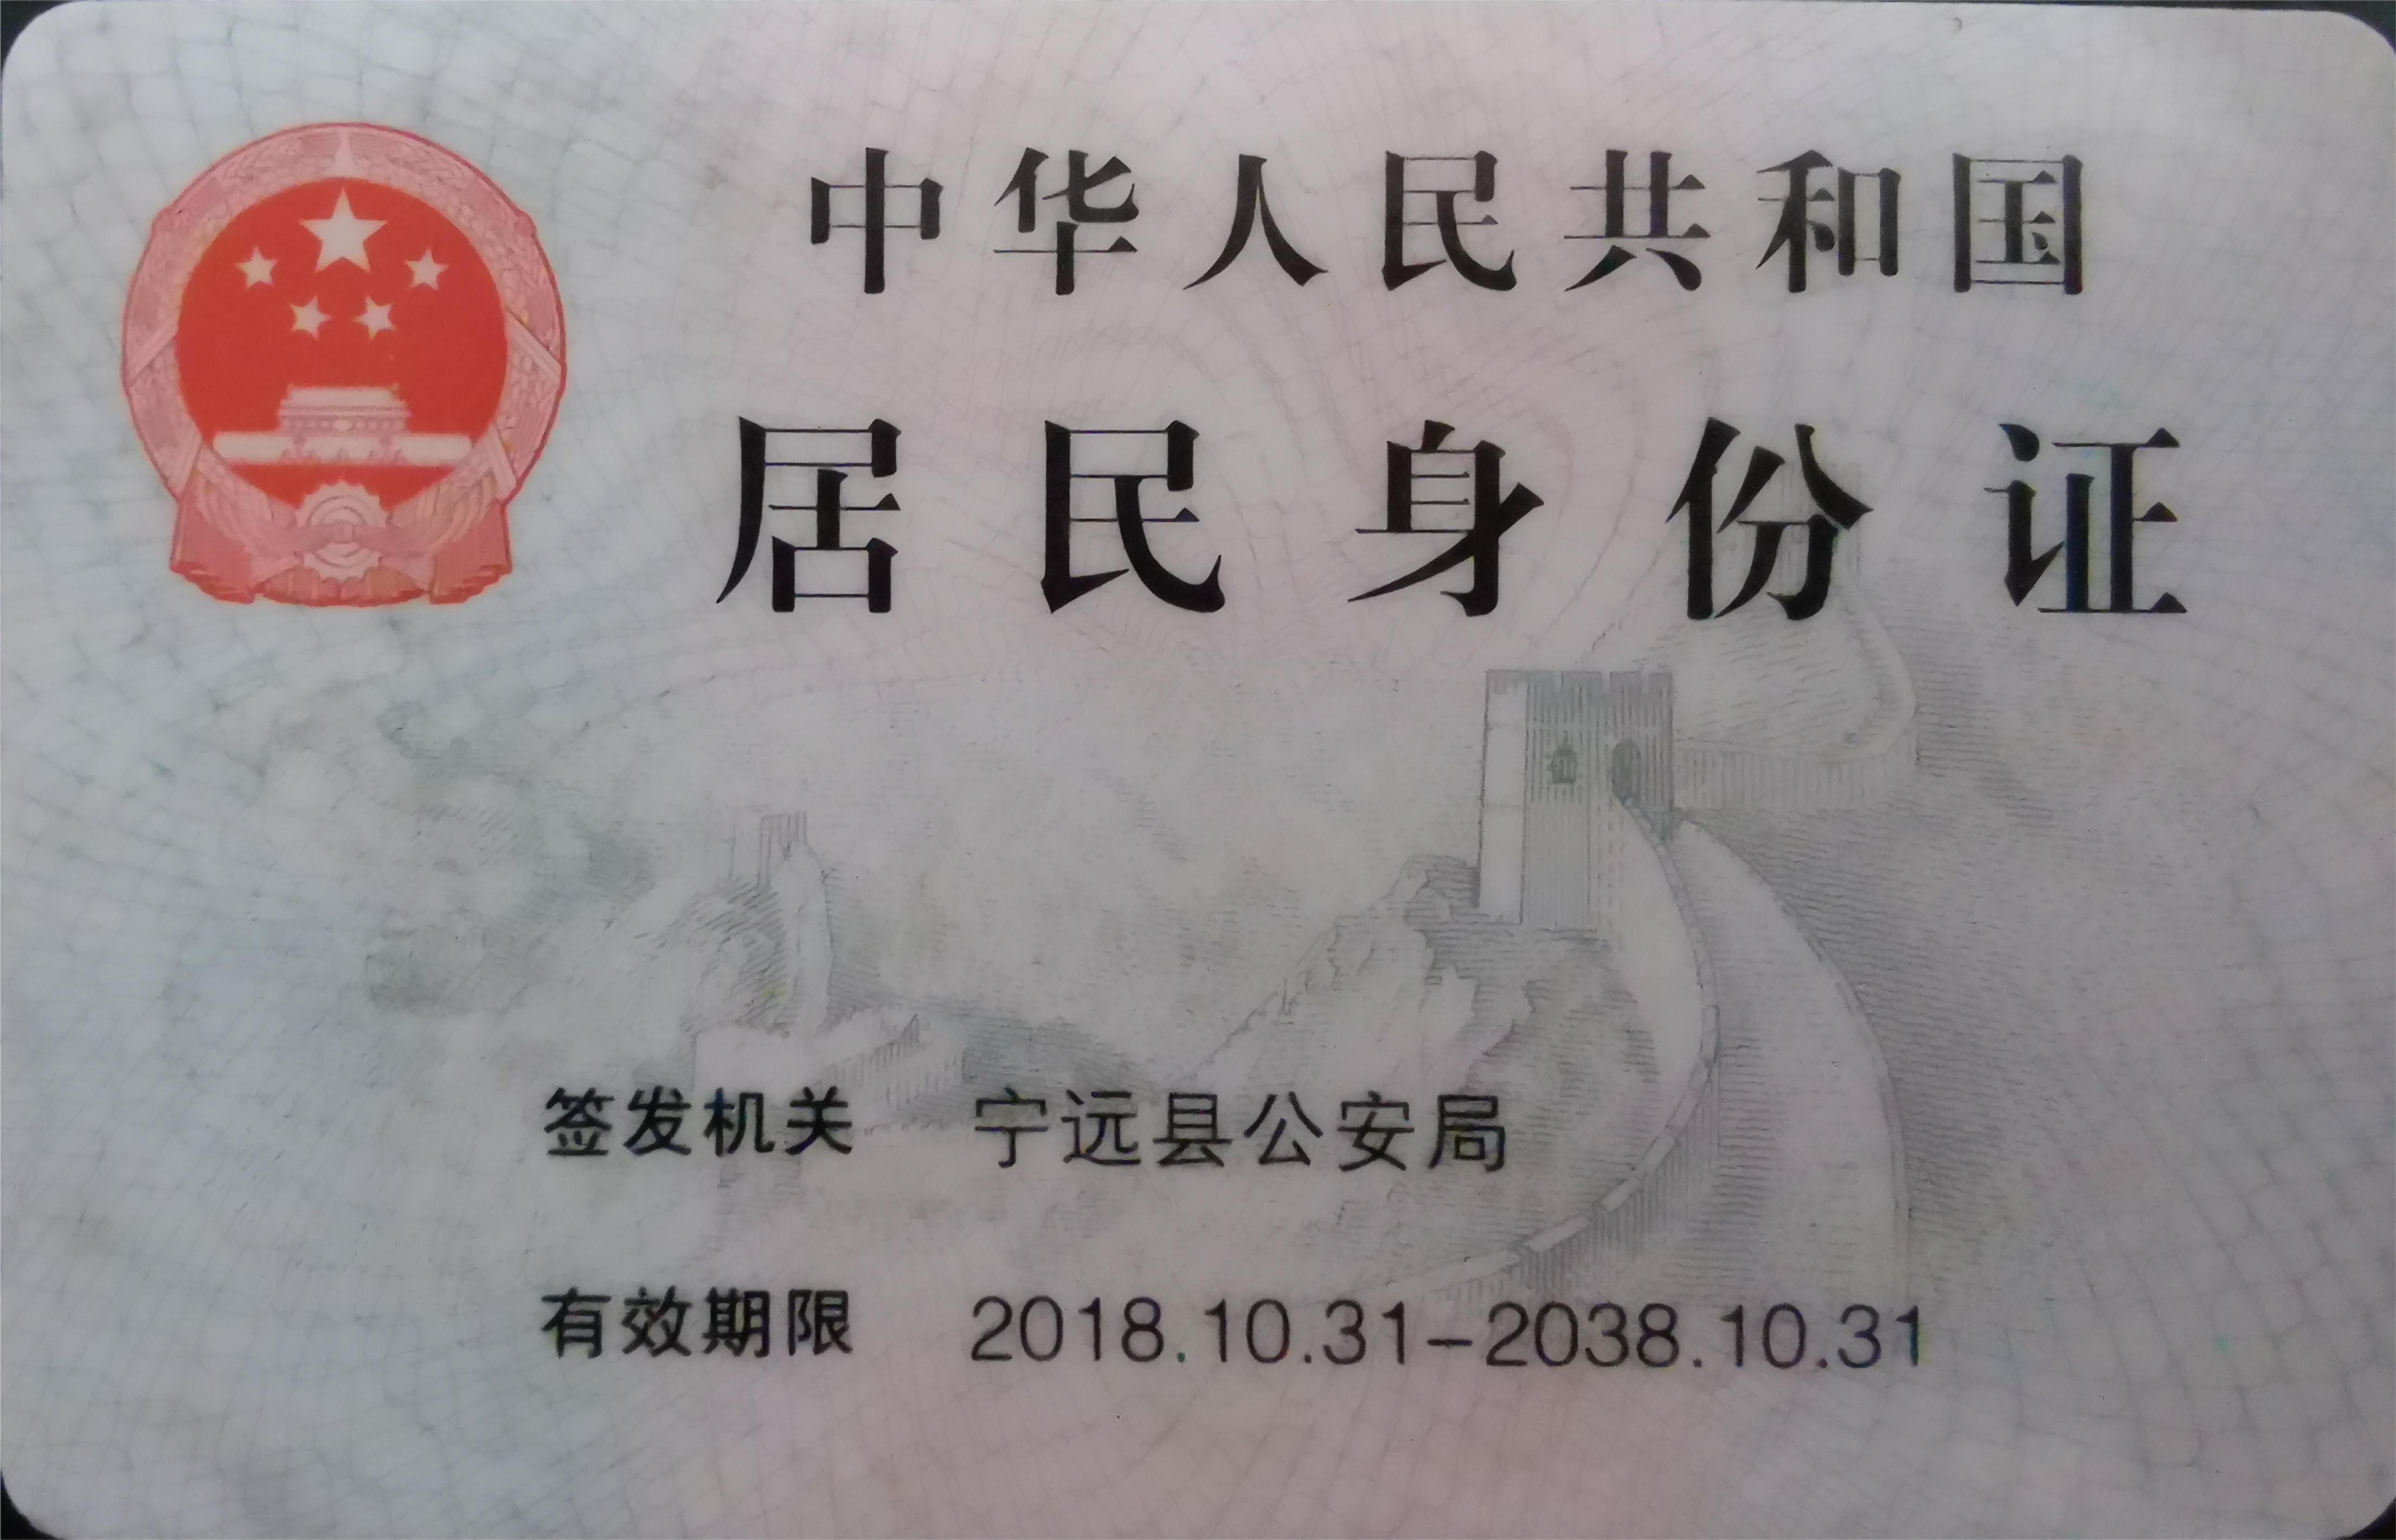 中华人民共和国
居民身份证
签发机关 宁远县公安局
有效期限 2018.10.31-2038.10.31